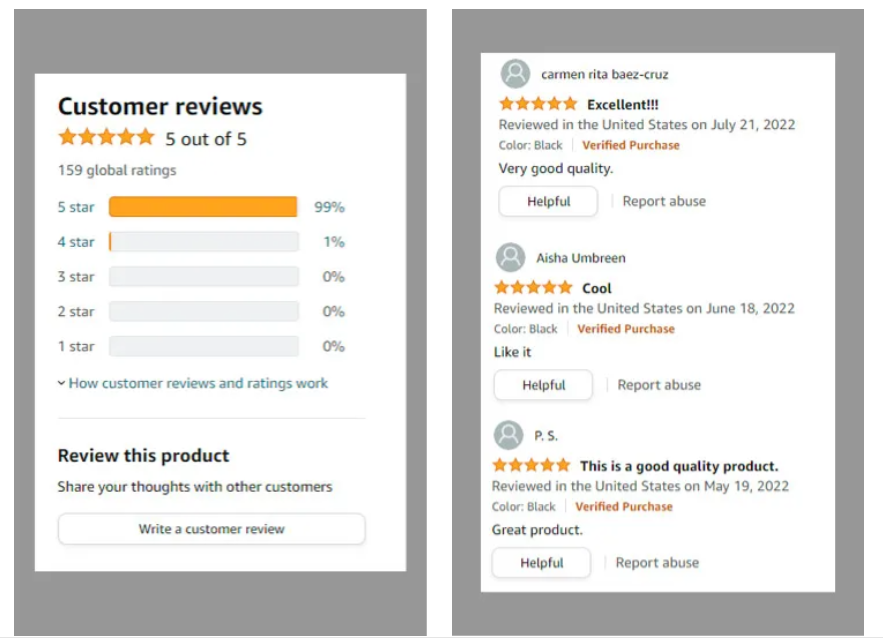 Customer reviews
5 out of 5
159 global ratings
5 star 99%
4 star 1%
3 star 0%
2 star 0%
1 star 0%
How customer reviews and ratings work
Review this product
Share your thoughts with other customers
Write a customer review
carmen rita baez-cruz
Excellent!!!
Reviewed in the United States on July 21, 2022
Color: Black Verified Purchase
Very good quality.
Helpful Report abuse
Aisha Umbreen
Cool
Reviewed in the United States on June 18, 2022
Color: Black Verified Purchase
Like it
Helpful Report abuse
P. S.
This is a good quality product.
Reviewed in the United States on May 19, 2022
Color: Black Verified Purchase
Great product.
Helpful Report abuse